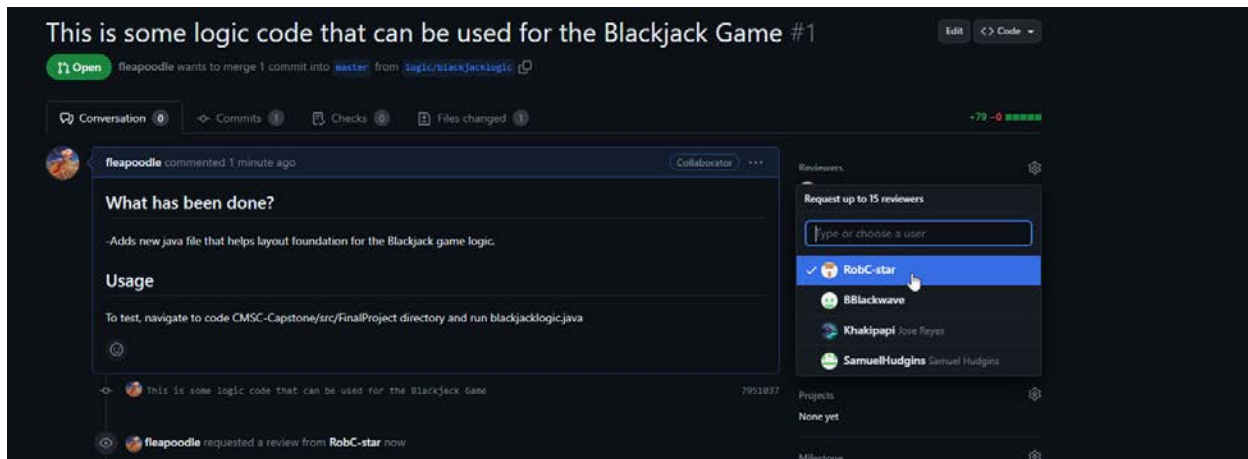 This is some logic code that can be used for the Blackjack Game #1
Edit
<> Code
Open
fleapoodle wants to merge 1 commit into master from logic/blackjacklogic
Conversation 0
Commits 1
Checks 0
Files changed 1
+79 -0
fleapoodle commented 1 minute ago
Collaborator
...
What has been done?
-Adds new java file that helps layout foundation for the Blackjack game logic.
Usage
To test, navigate to code CMSC-Capstone/src/FinalProject directory and run blackjacklogic.java
This is some logic code that can be used for the Blackjack Game
7951037
fleapoodle requested a review from RobC-star now
Reviewers
Request up to 15 reviewers
Type or choose a user
RobC-star
BBlackwave
Khakipapi Jose Reyes
SamuelHudgins Samuel Hudgins
Projects
None yet
Milestone